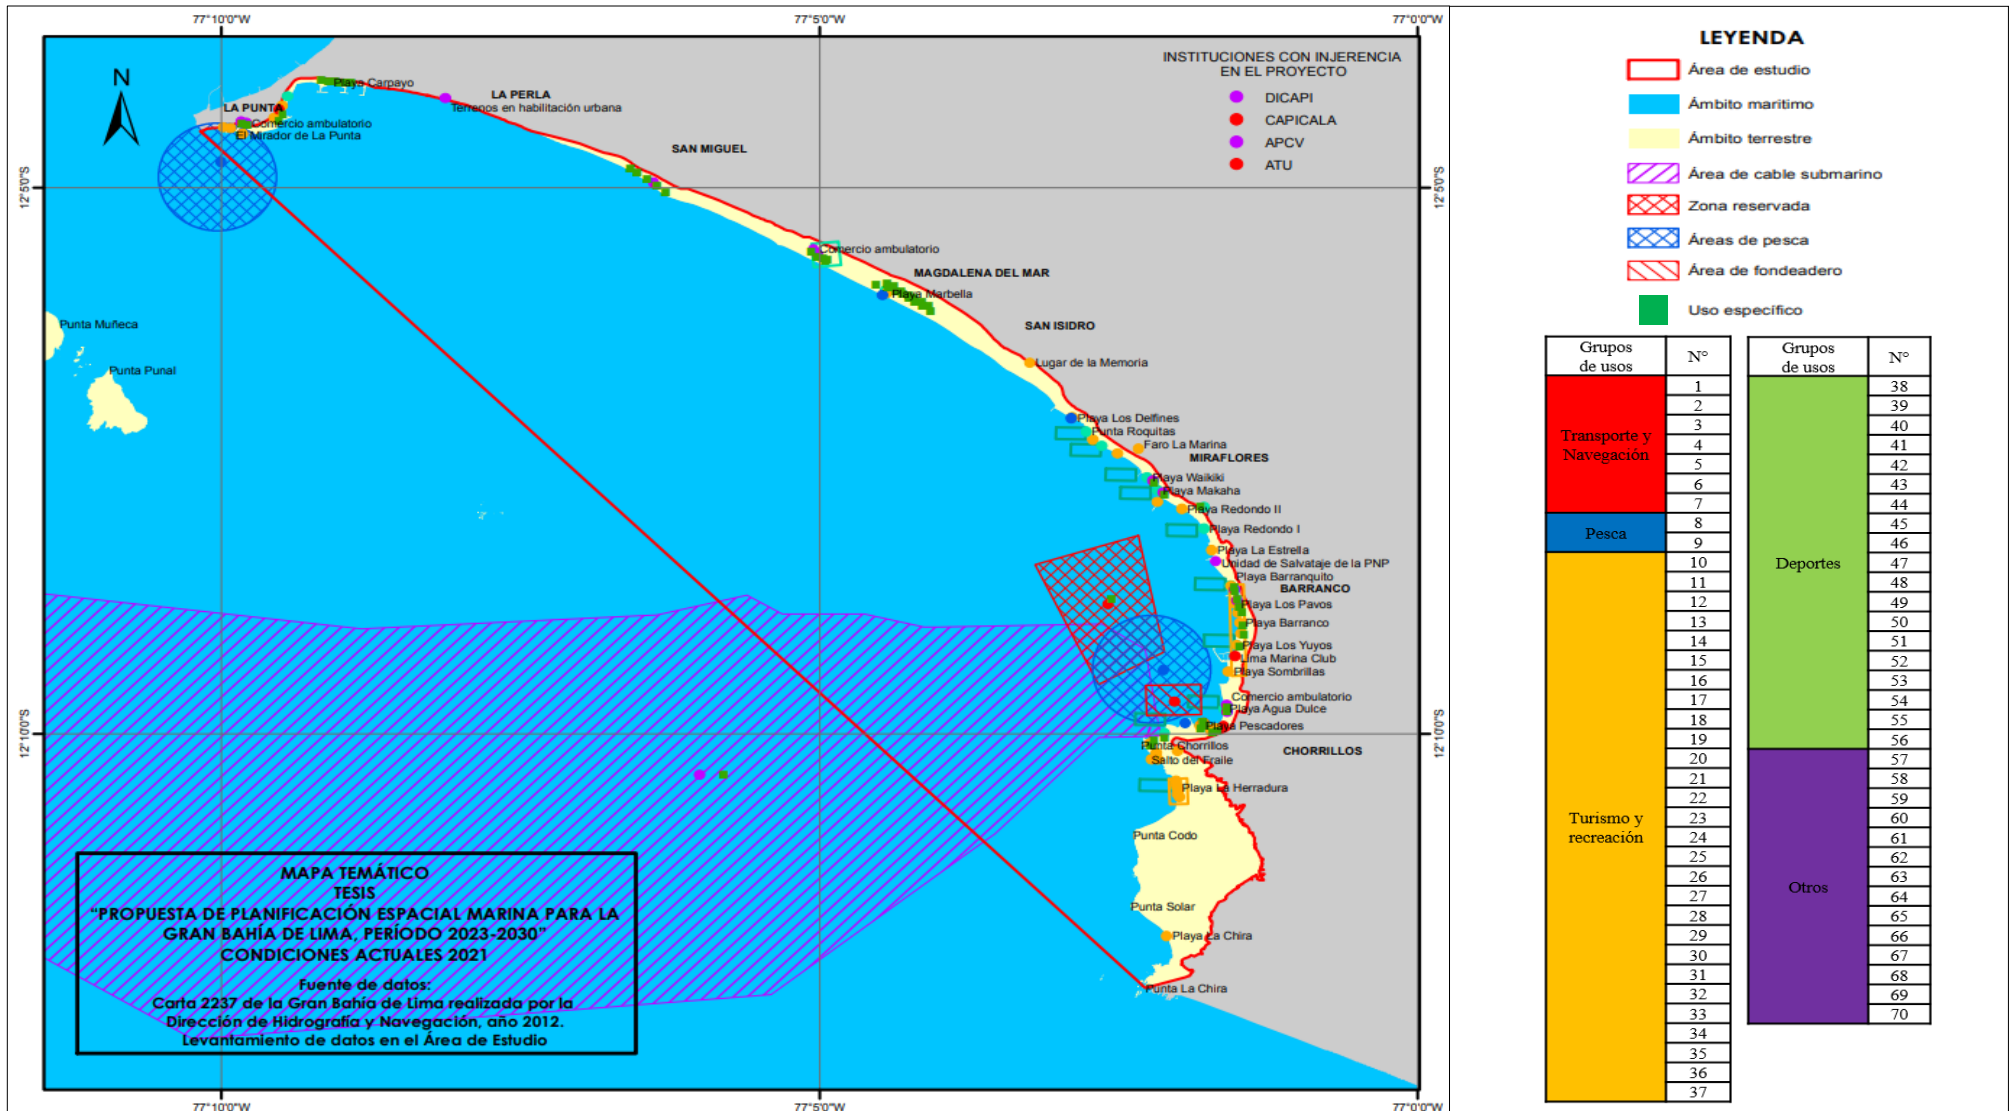 77°10'0"W
77°5'0"W
77°0'0"W
N
INSTITUCIONES CON INJERENCIA
EN EL PROYECTO
DICAPI
CAPICALA
APCV
ATU
Playa Carpayo
LA PERLA
Terrenos en habilitación urbana
LA PUNTA
Comercio ambulatorio
El Mirador de La Punta
SAN MIGUEL
12°5'0"S
12°5'0"S
Comercio ambulatorio
MAGDALENA DEL MAR
Playa Marbella
Punta Muñeca
SAN ISIDRO
Lugar de la Memoria
Punta Punal
Playa Los Delfines
Punta Roquitas
Faro La Marina
MIRAFLORES
Playa Waikiki
Playa Makaha
Playa Redondo II
Playa Redondo I
Playa La Estrella
Unidad de Salvataje de la PNP
Playa Barranquito
BARRANCO
Playa Los Pavos
Playa Barranco
Playa Los Yuyos
Lima Marina Club
Playa Sombrillas
Comercio ambulatorio
Playa Agua Dulce
Playa Pescadores
12°10'0"S
12°10'0"S
Punta Chorrillos
CHORRILLOS
Salto del Fraile
Playa La Herradura
Punta Codo
Punta Solar
Playa La Chira
Punta La Chira
MAPA TEMÁTICO
TESIS
"PROPUESTA DE PLANIFICACIÓN ESPACIAL MARINA PARA LA
GRAN BAHÍA DE LIMA, PERÍODO 2023-2030"
CONDICIONES ACTUALES 2021
Fuente de datos:
Carta 2237 de la Gran Bahía de Lima realizada por la
Dirección de Hidrografía y Navegación, año 2012.
Levantamiento de datos en el Área de Estudio
77°10'0"W
77°5'0"W
77°0'0"W
LEYENDA
Área de estudio
Ámbito maritimo
Ámbito terrestre
Área de cable submarino
Zona reservada
Áreas de pesca
Área de fondeadero
Uso específico
Grupos
de usos
N°
Transporte y
Navegación
1
2
3
4
5
6
7
Pesca
8
9
Turismo y
recreación
10
11
12
13
14
15
16
17
18
19
20
21
22
23
24
25
26
27
28
29
30
31
32
33
34
35
36
37
Grupos
de usos
N°
Deportes
38
39
40
41
42
43
44
45
46
47
48
49
50
51
52
53
54
55
56
Otros
57
58
59
60
61
62
63
64
65
66
67
68
69
70